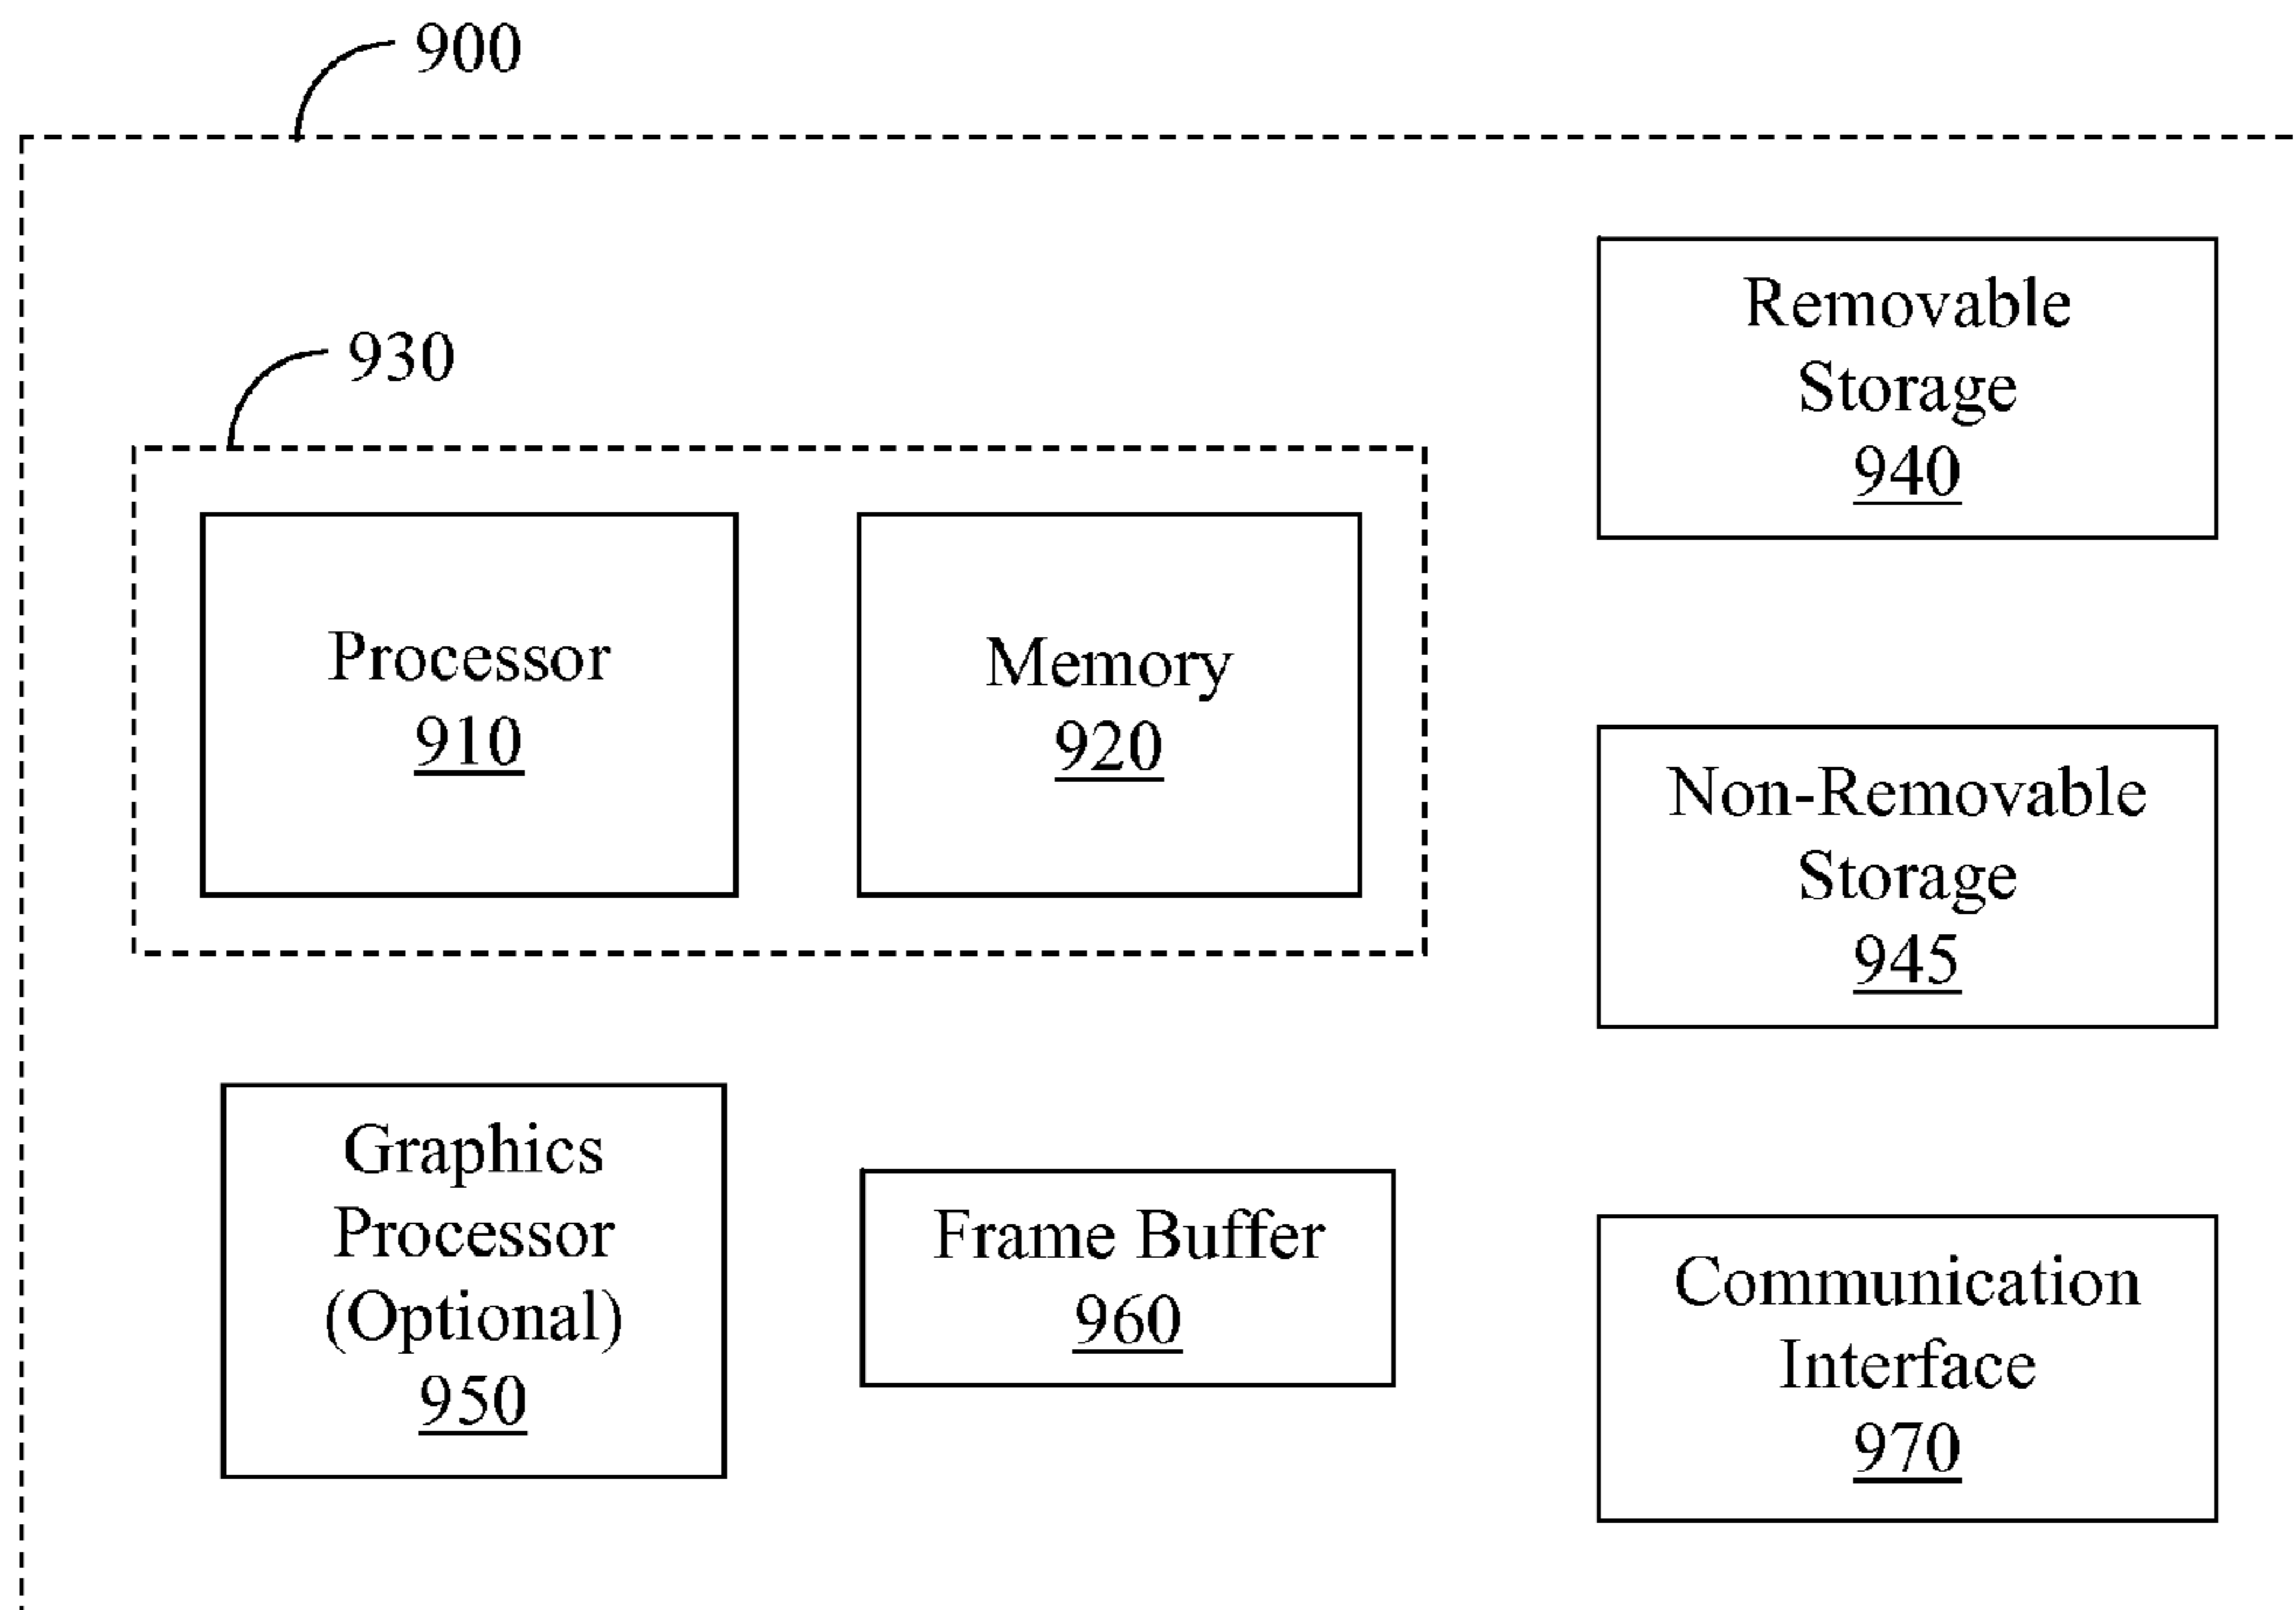 900
930
Processor
910
Memory
920
Removable
Storage
940
Non-Removable
Storage
945
Graphics
Processor
(Optional)
950
Frame Buffer
960
Communication
Interface
970